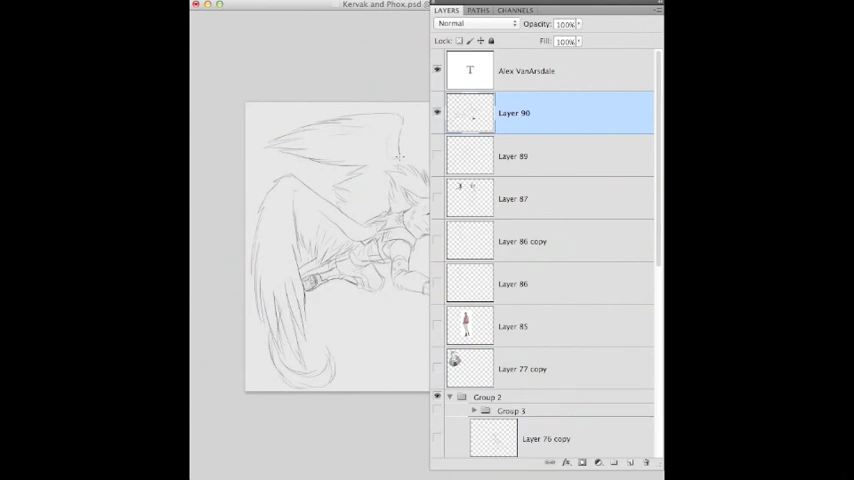 Kervak and Phox.psd
LAYERS PATHS CHANNELS
Normal Opacity: 100%
Lock: Fill: 100%
T Alex VanArsdale
Layer 90
Layer 89
Layer 87
Layer 86 copy
Layer 86
Layer 85
Layer 77 copy
Group 2
Group 3
Layer 76 copy
fx